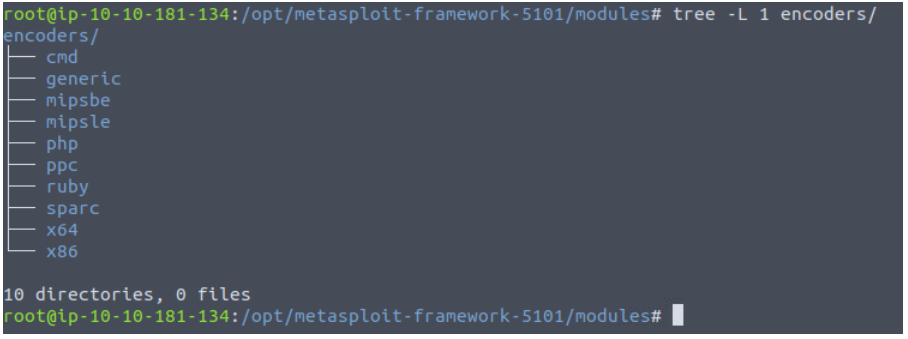 root@ip-10-10-181-134:/opt/metasploit-framework-5101/modules# tree -L 1 encoders/
encoders/
├── cmd
├── generic
├── mipsbe
├── mipsle
├── php
├── ppc
├── ruby
├── sparc
├── x64
└── x86

10 directories, 0 files
root@ip-10-10-181-134:/opt/metasploit-framework-5101/modules#